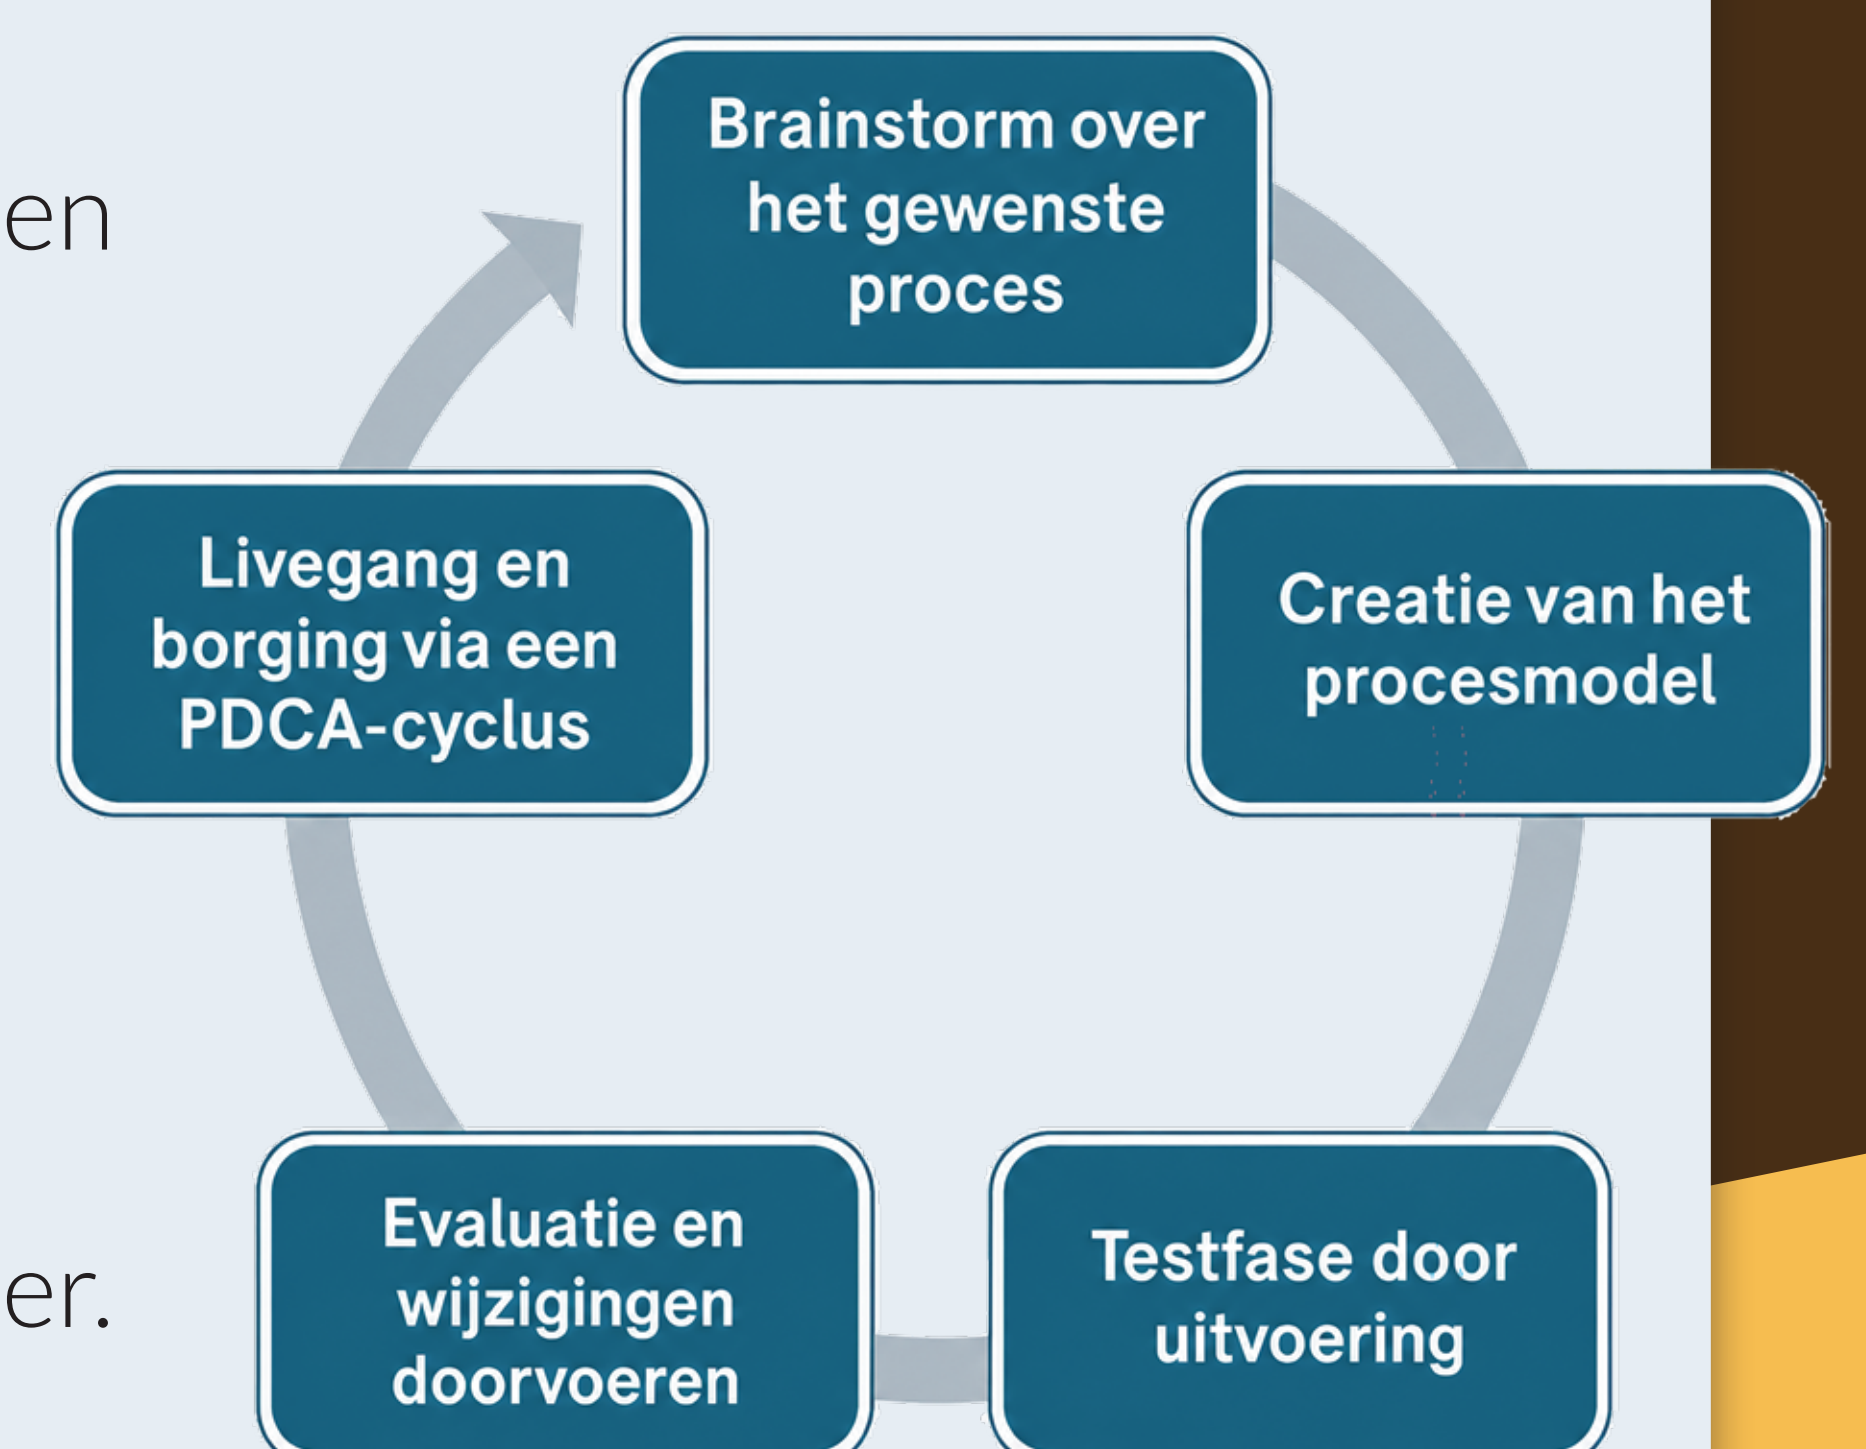 en
er.
Brainstorm over
het gewenste
proces
Creatie van het
procesmodel
Testfase door
uitvoering
Evaluatie en
wijzigingen
doorvoeren
Livegang en
borging via een
PDCA-cyclus